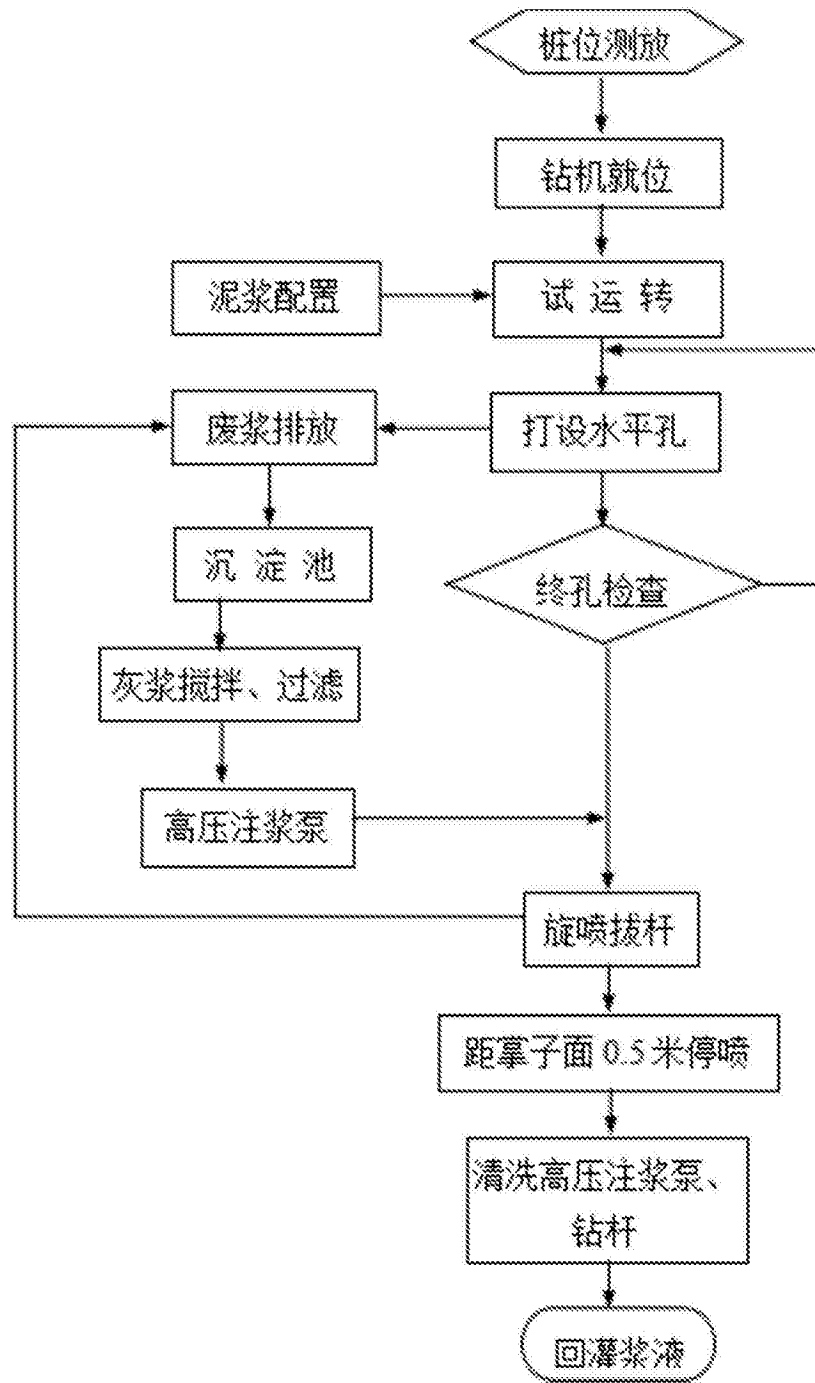 桩位测放
钻机就位
泥浆配置
试 运 转
废浆排放
打设水平孔
沉 淀 池
终孔检查
灰浆搅拌、过滤
高压注浆泵
旋喷拔杆
距掌子面 0.5 米停喷
清洗高压注浆泵、
钻杆
回灌浆液